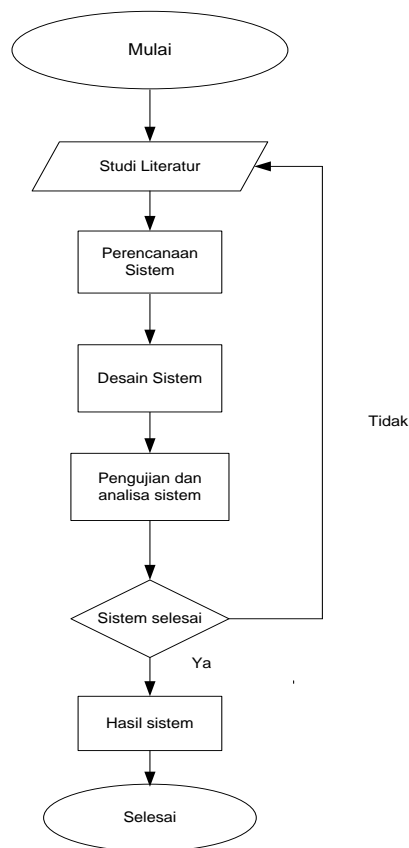 Mulai
Studi Literatur
Perencanaan
Sistem
Desain Sistem
Tidak
Pengujian dan
analisa sistem
Sistem selesai
Ya
Hasil sistem
Selesai